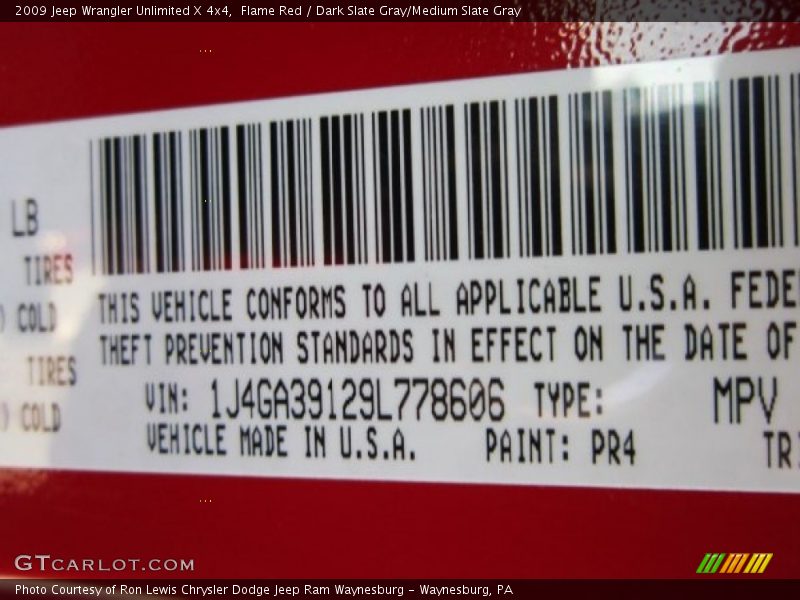 2009 Jeep Wrangler Unlimited X 4x4, Flame Red / Dark Slate Gray/Medium Slate Gray
LB
TIRES
) COLD
TIRES
) COLD
THIS VEHICLE CONFORMS TO ALL APPLICABLE U.S.A. FEDE
THEFT PREVENTION STANDARDS IN EFFECT ON THE DATE OF
VIN: 1J4GA39129L778606 TYPE: MPV
VEHICLE MADE IN U.S.A. PAINT: PR4 TR
GTCARLOT.COM
Photo Courtesy of Ron Lewis Chrysler Dodge Jeep Ram Waynesburg - Waynesburg, PA